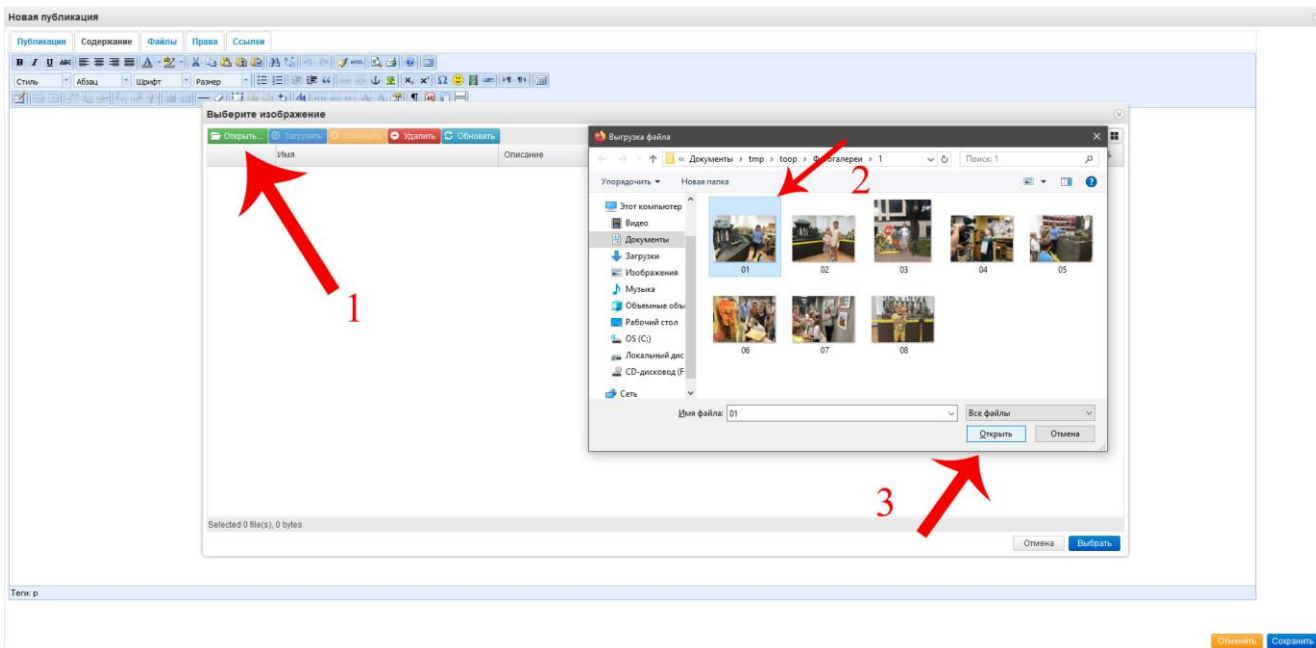 Новая публикация
Публикация Содержание Файлы Права Ссылки
B I U ABC HTML
Стиль Абзац Шрифт Размер
Выберите изображение
Открыть... Загрузить Отменить Удалить Обновить
Имя Описание
1
Выгрузка файла
« Документы › tmp › toop › Фотогалереи › 1 Поиск: 1
2
Упорядочить Новая папка
Этот компьютер
Видео
Документы
Загрузки
Изображения
Музыка
Объемные объ
Рабочий стол
OS (C:)
Локальный дис
CD-дисковод (F
Сеть
01 02 03 04 05
06 07 08
Имя файла: 01 Все файлы
Открыть Отмена
3
Selected 0 file(s), 0 bytes
Отмена Выбрать
Теги: p
Отменить Сохранить